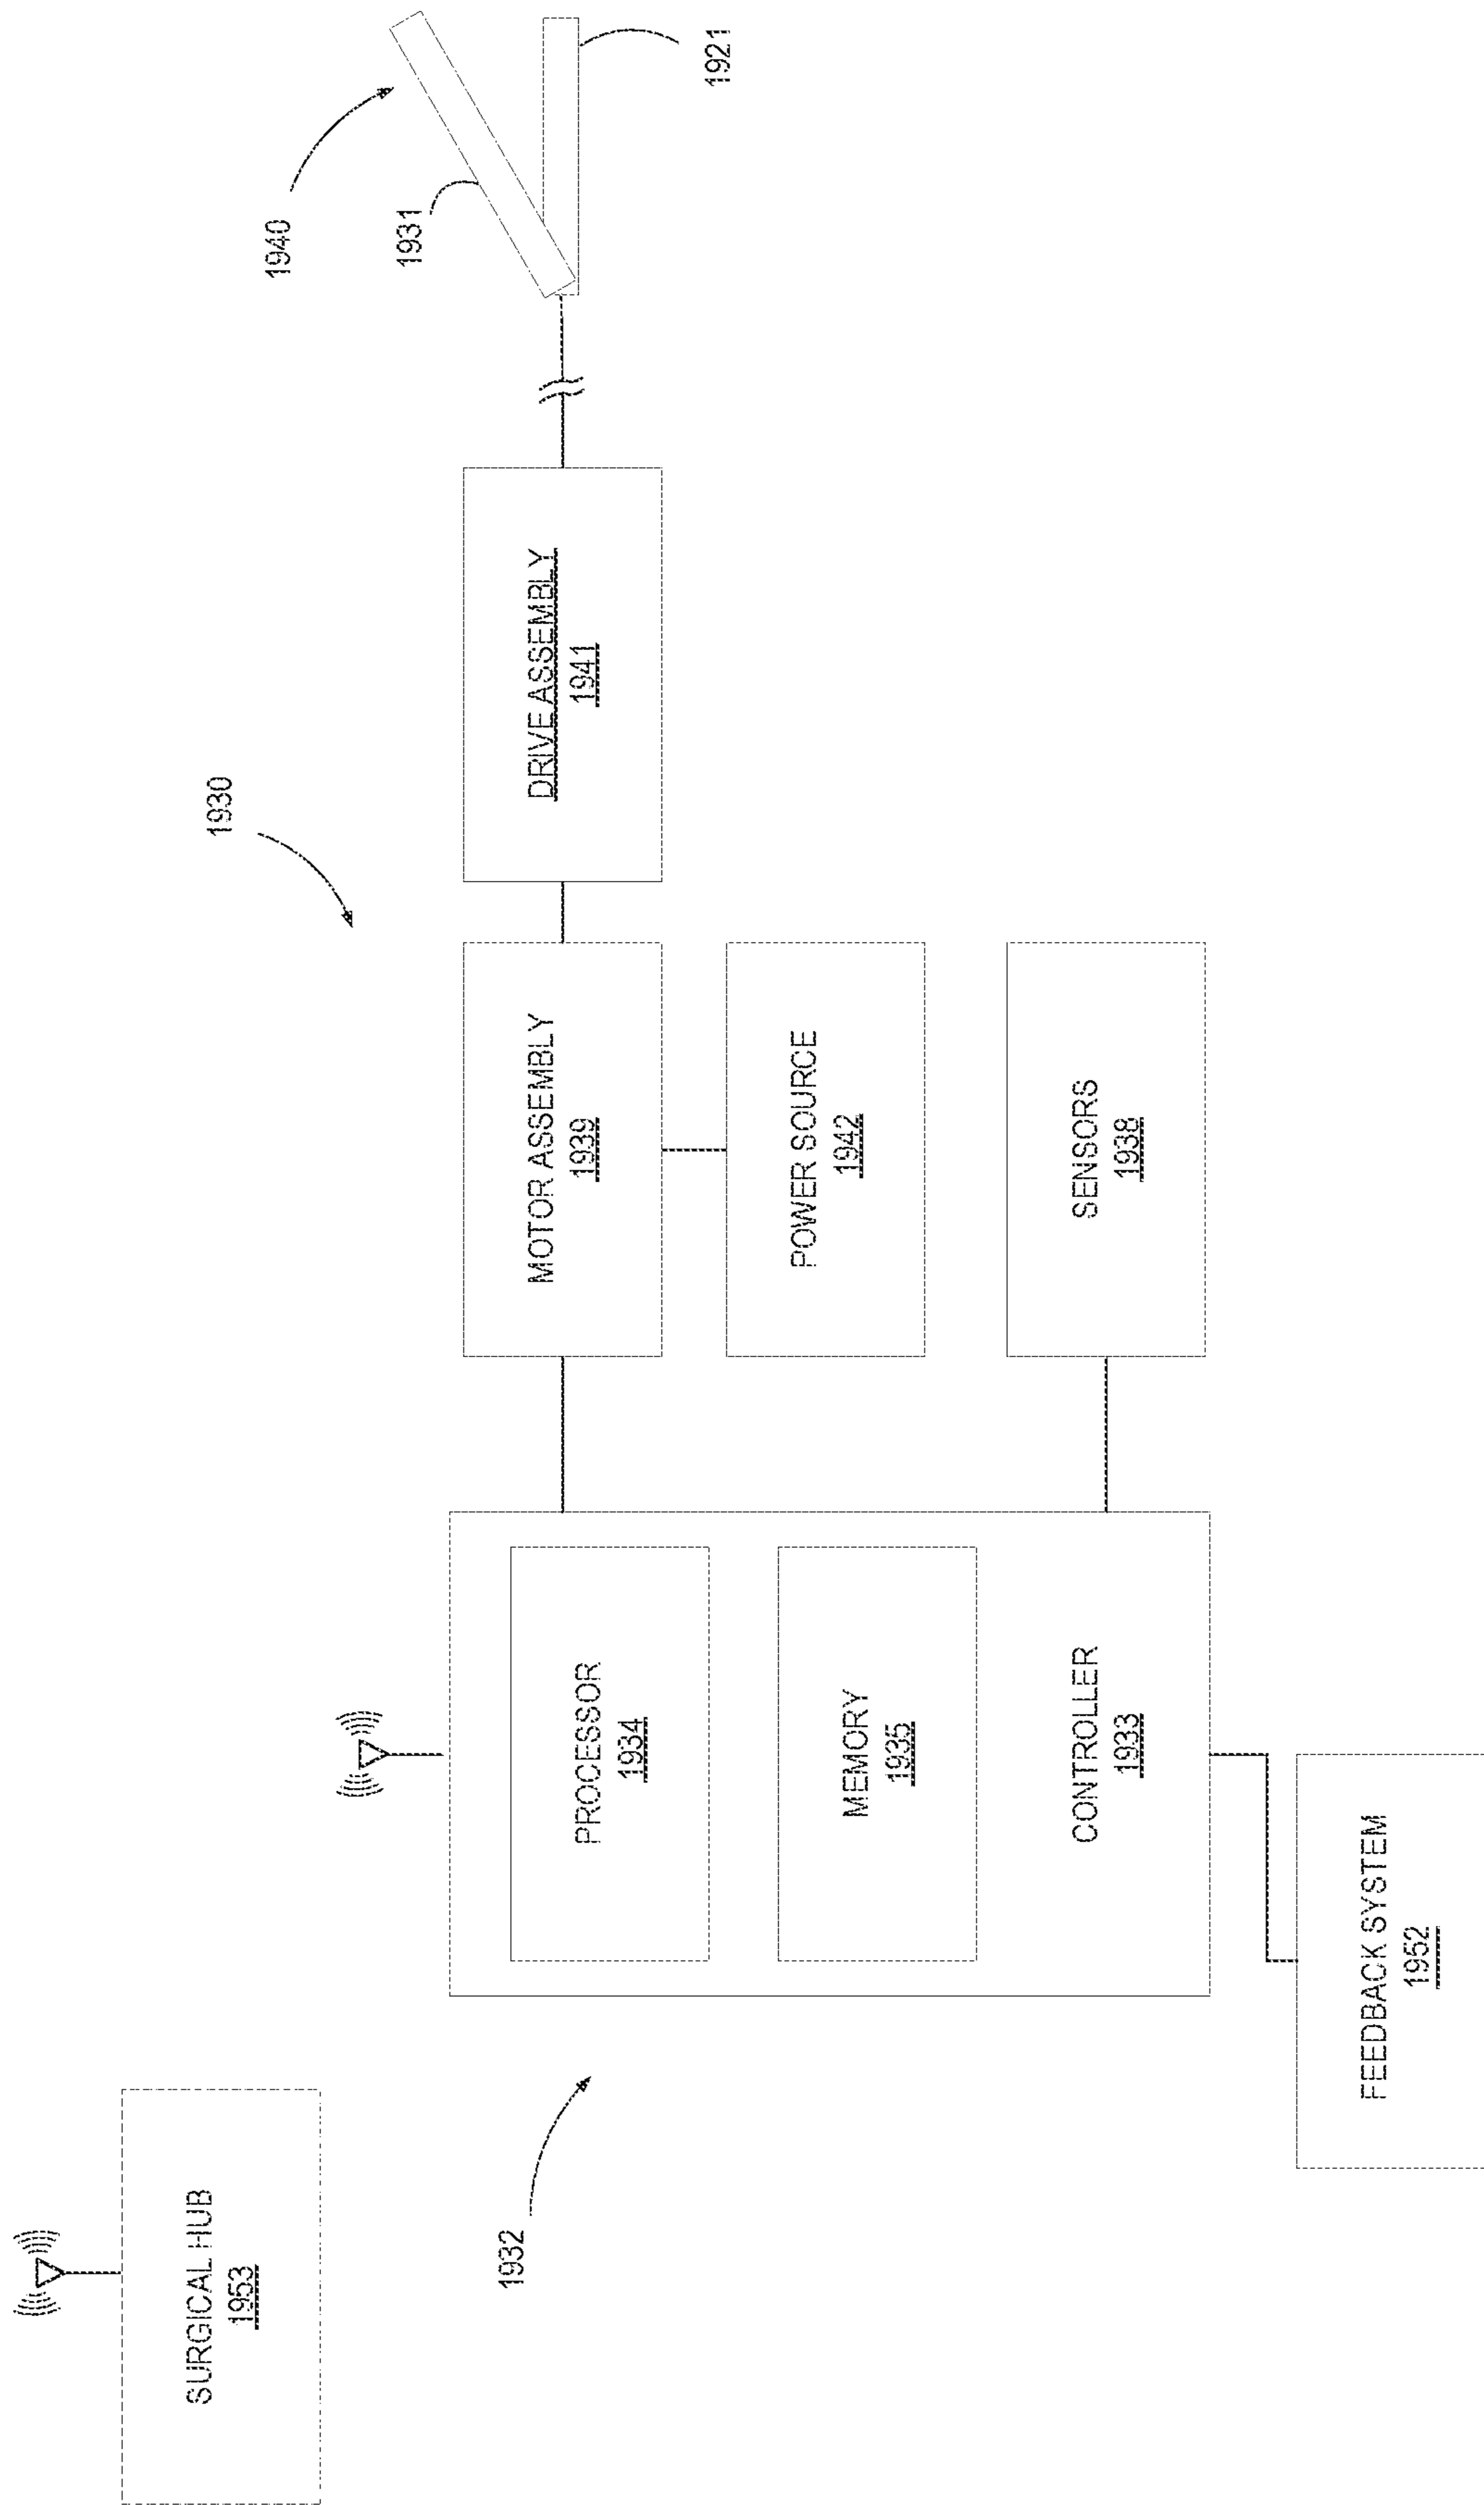 SURGICAL HUB
1953
1932
PROCESSOR
1934
MEMORY
1935
CONTROLLER
1933
FEEDBACK SYSTEM
1952
1930
MOTOR ASSEMBLY
1939
POWER SOURCE
1942
SENSORS
1938
DRIVE ASSEMBLY
1941
1940
1931
1921